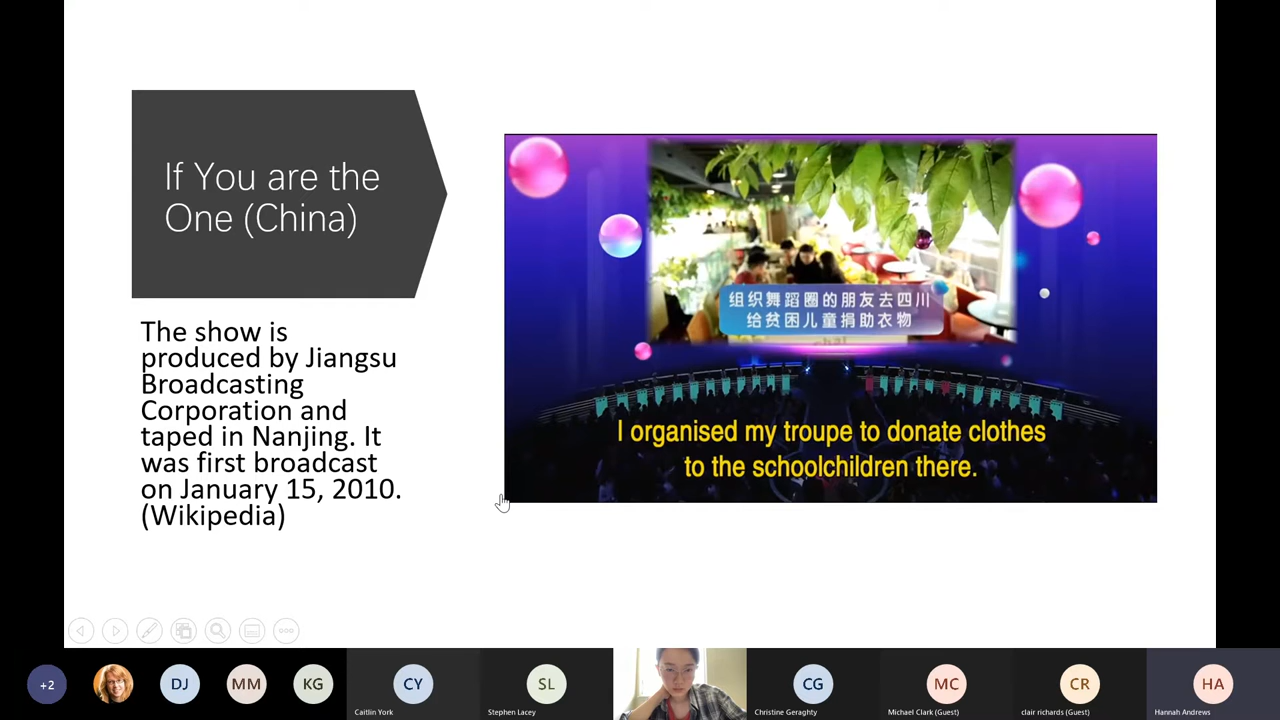 If You are the
One (China)
The show is
produced by Jiangsu
Broadcasting
Corporation and
taped in Nanjing. It
was first broadcast
on January 15, 2010.
(Wikipedia)
组织舞蹈圈的朋友去四川
给贫困儿童捐助衣物
I organised my troupe to donate clothes
to the schoolchildren there.
+2
DJ
MM
KG
CY
Caitlin York
SL
Stephen Lacey
CG
Christine Geraghty
MC
Michael Clark (Guest)
CR
clair richards (Guest)
HA
Hannah Andrews